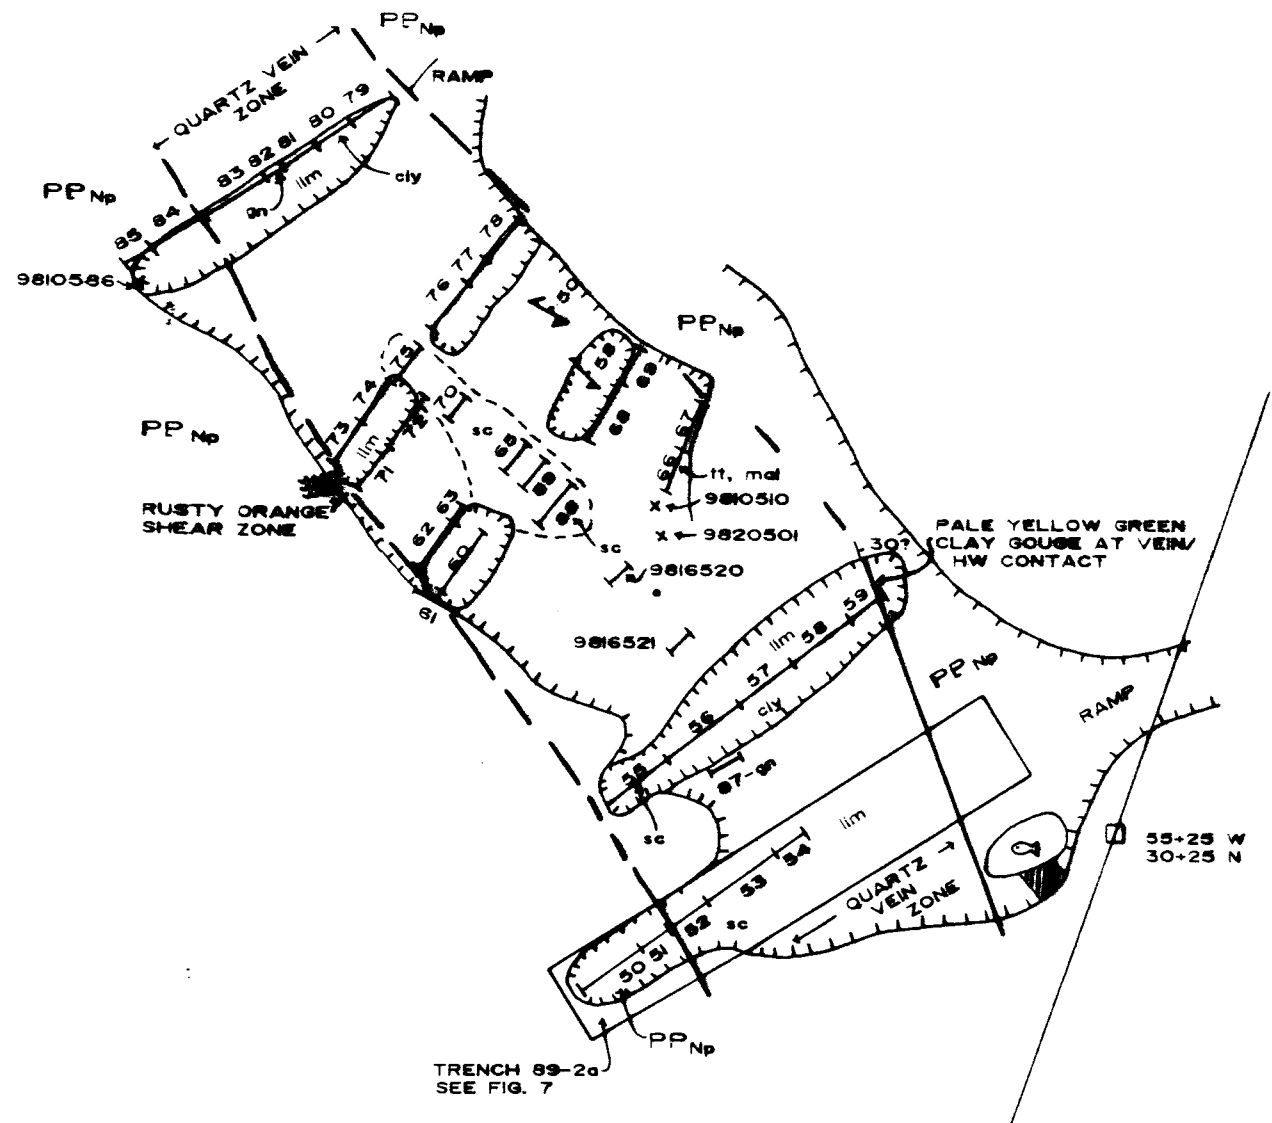 PPNp
RAMP
QUARTZ VEIN
ZONE
79
80
81
82
83
84
85
cly
lim
gn
PPNp
9810586
78
77
76
50
PPNp
58
69
68
67
66
75
74
73
72
71
lim
70
sc
65
tt, mal
9810510
9820501
PPNp
RUSTY ORANGE
SHEAR ZONE
63
62
60
61
sc
9816520
9816521
30?
PALE YELLOW GREEN
CLAY GOUGE AT VEIN/
HW CONTACT
59
58
57
56
55
lim
cly
87-gn
sc
PPNp
RAMP
lim
54
53
52
51
50
sc
QUARTZ
VEIN
ZONE
55+25 W
30+25 N
PPNp
TRENCH 89-2a
SEE FIG. 7